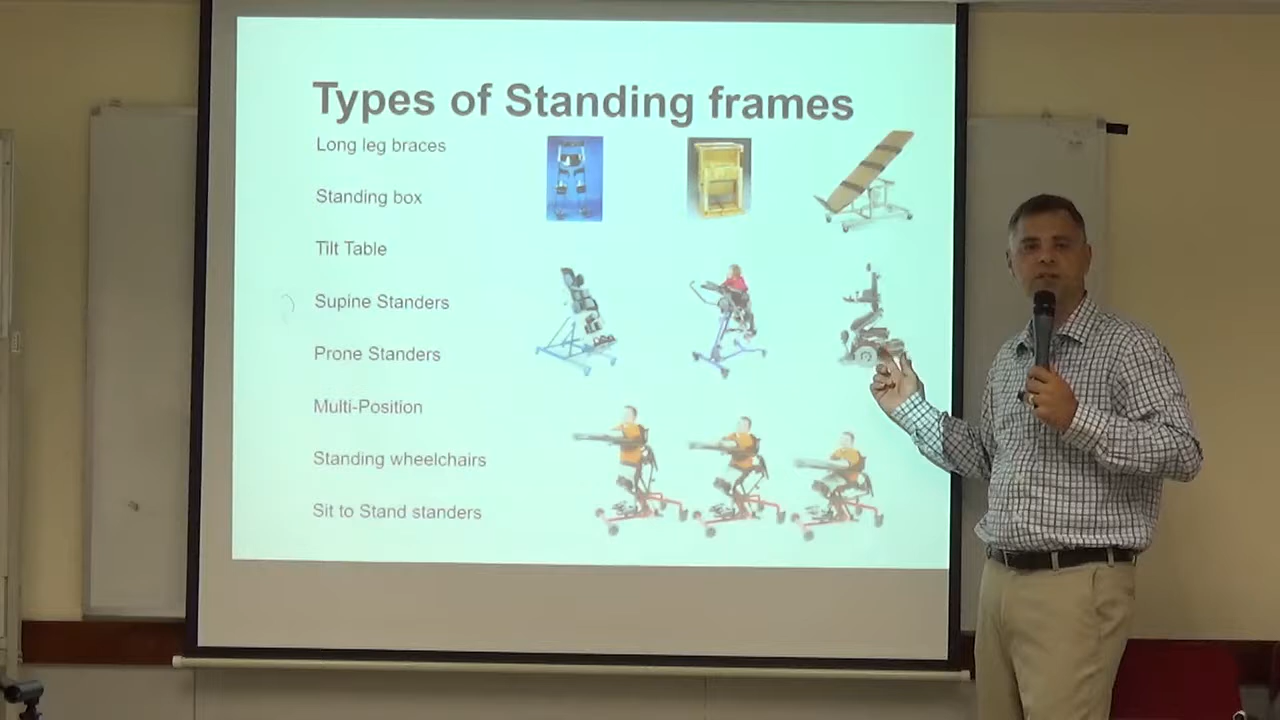 Types of Standing frames
Long leg braces
Standing box
Tilt Table
Supine Standers
Prone Standers
Multi-Position
Standing wheelchairs
Sit to Stand standers